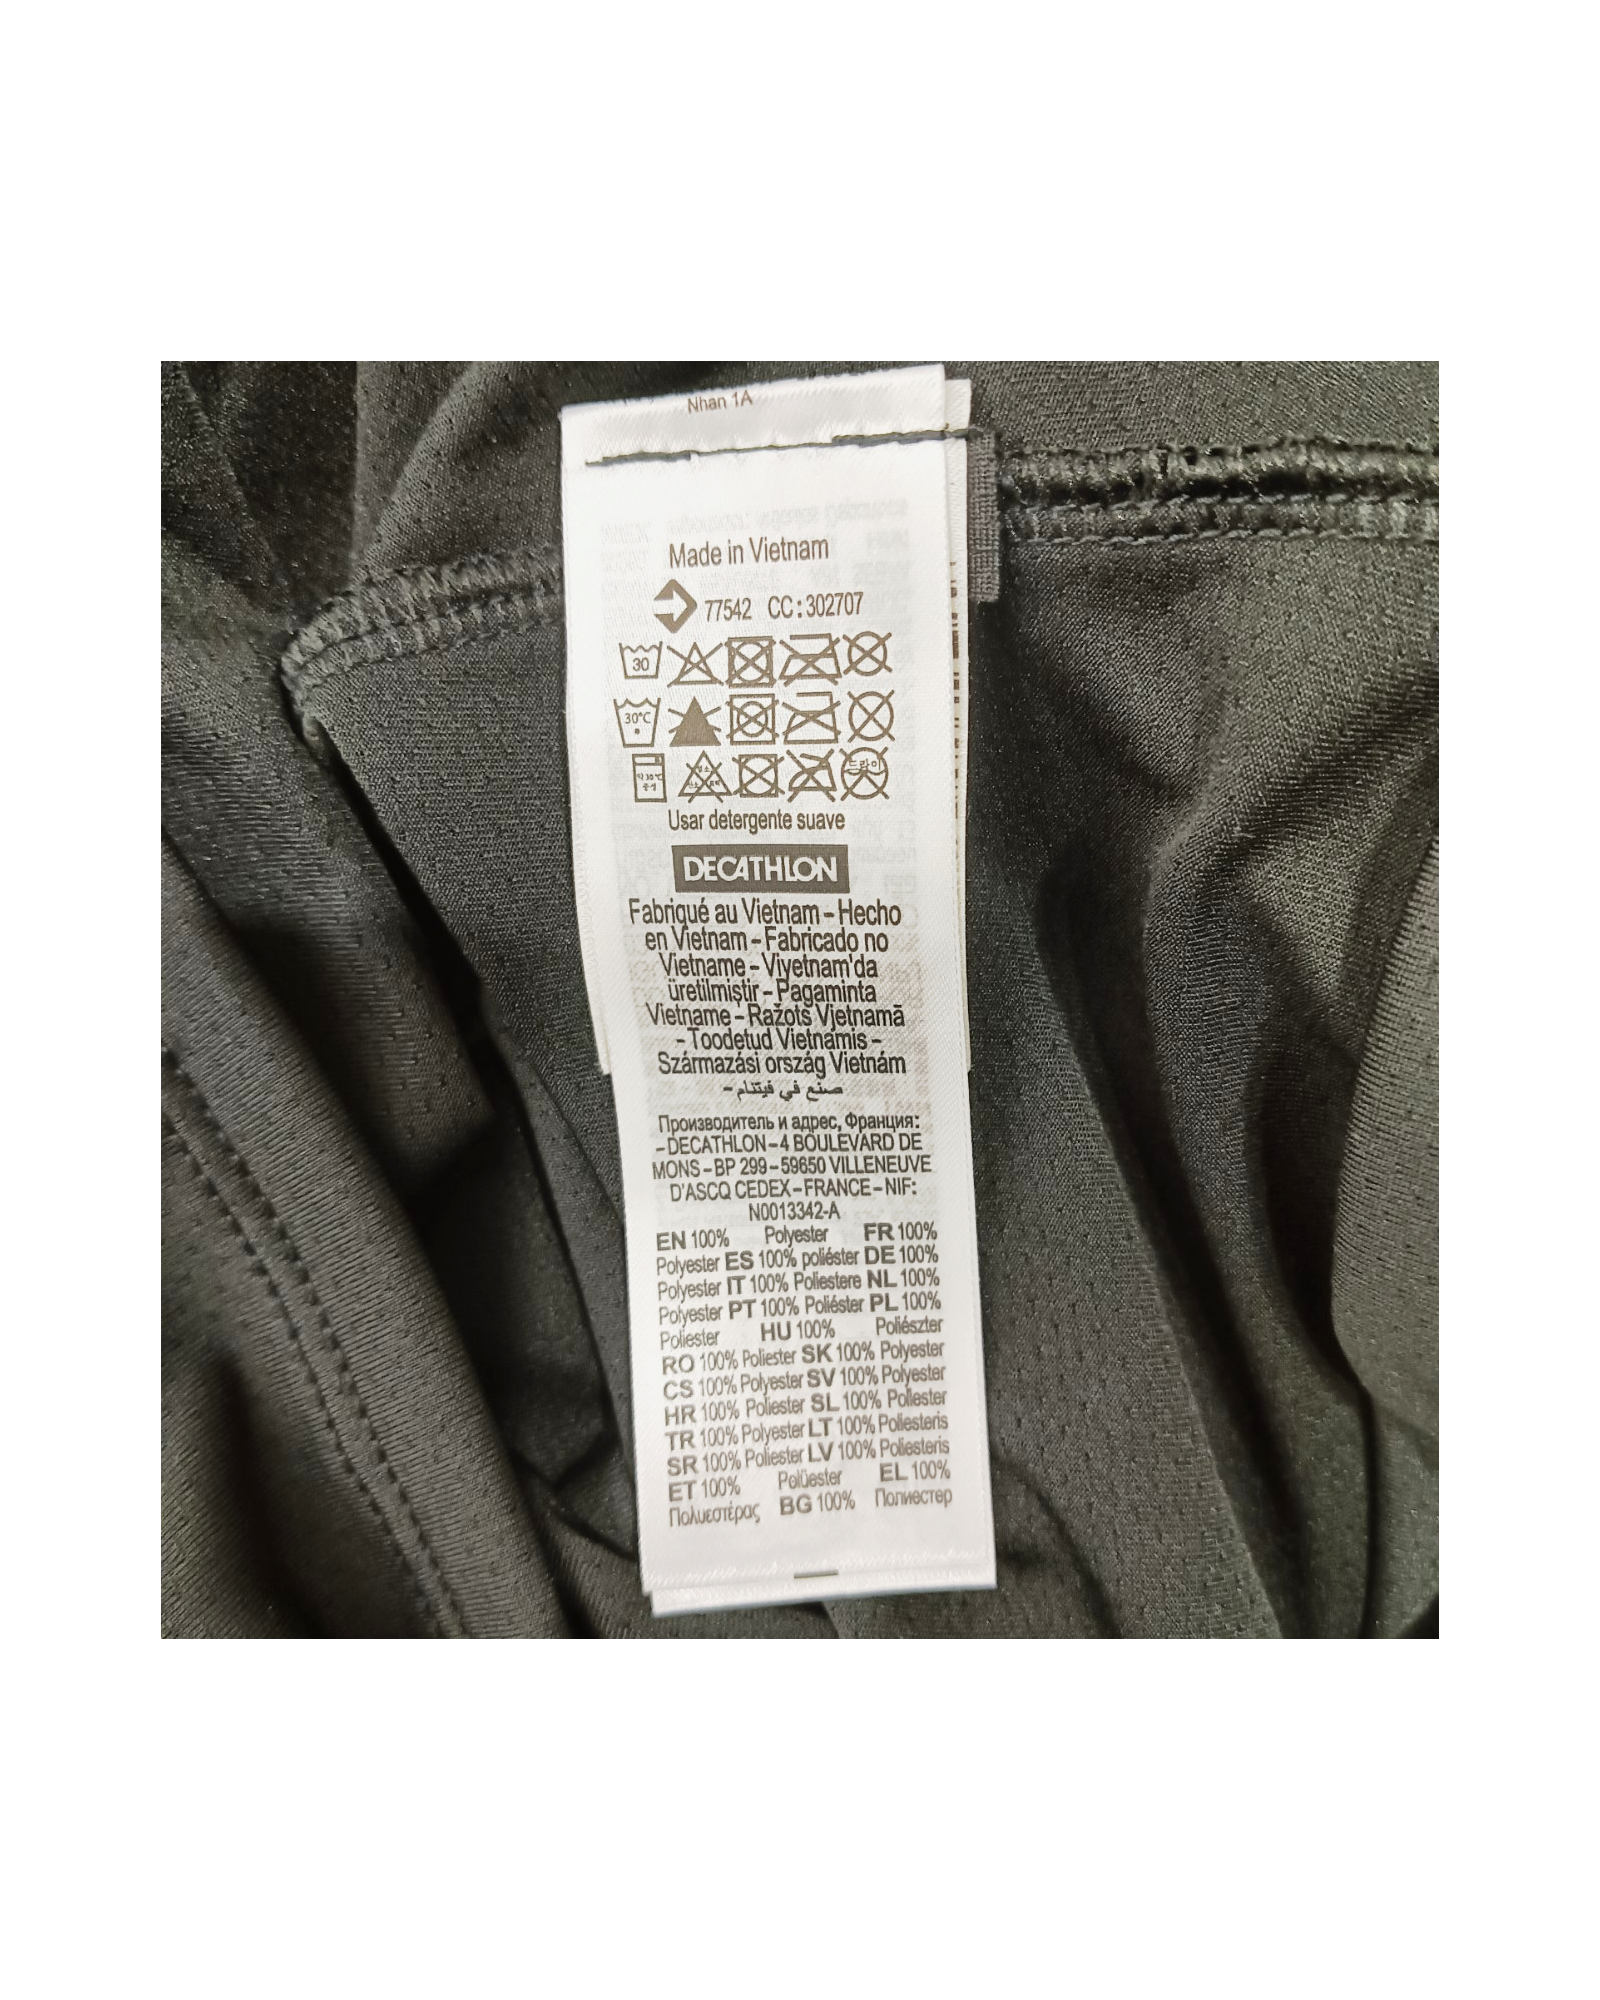 Nhan 1A
Made in Vietnam
77542 CC : 302707
30
30°C
드라이
Usar detergente suave
DECATHLON
Fabriqué au Vietnam – Hecho
en Vietnam – Fabricado no
Vietname – Viyetnam'da
üretilmiştir – Pagaminta
Vietname – Ražots Vjetnamā
– Toodetud Vietnamis –
Származási ország Vietnám
صنع في فيتنام –
Производитель и адрес, Франция:
– DECATHLON – 4 BOULEVARD DE
MONS – BP 299 – 59650 VILLENEUVE
D'ASCQ CEDEX – FRANCE – NIF:
N0013342-A
EN 100% Polyester FR 100%
Polyester ES 100% poliéster DE 100%
Polyester IT 100% Poliestere NL 100%
Polyester PT 100% Poliéster PL 100%
Poliester HU 100% Poliészter
RO 100% Poliester SK 100% Polyester
CS 100% Polyester SV 100% Polyester
HR 100% Poliester SL 100% Poliester
TR 100% Polyester LT 100% Poliesteris
SR 100% Poliester LV 100% Poliesteris
ET 100% Polüester EL 100%
Πολυεστέρας BG 100% Полиестер